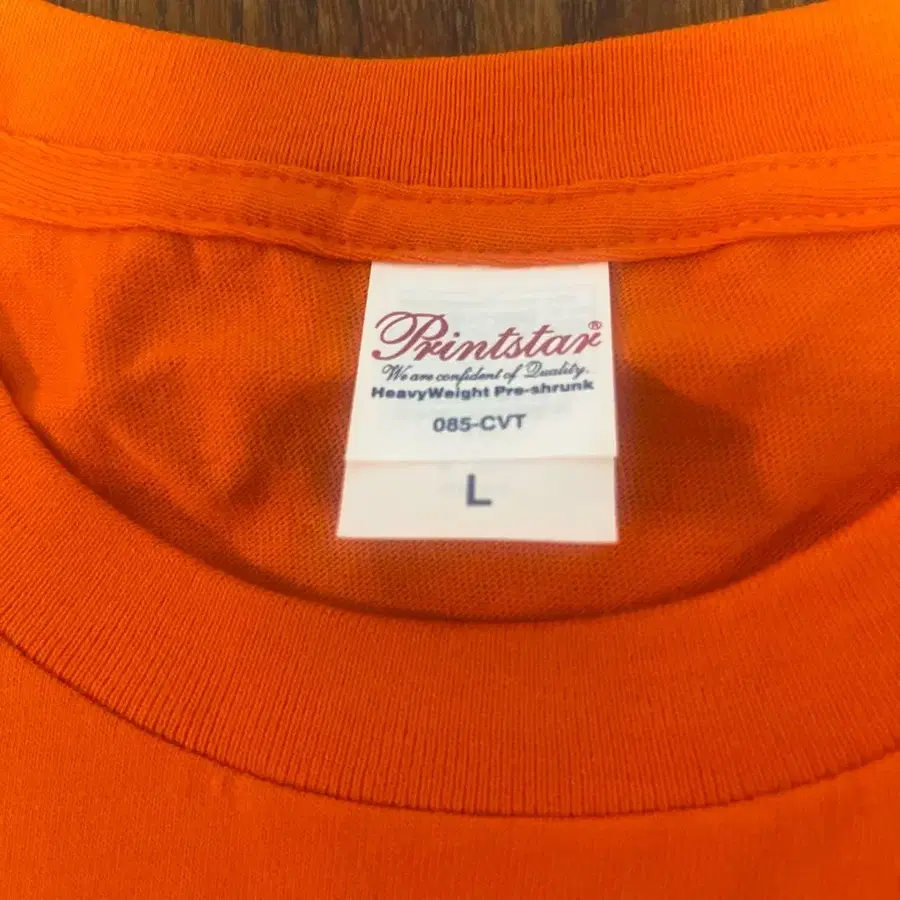 Printstar®
We are confident of Quality.
HeavyWeight Pre-shrunk
085-CVT
L